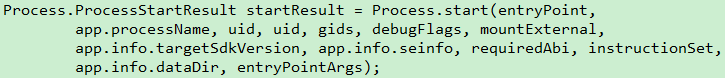 Process.ProcessStartResult startResult = Process.start(entryPoint,
app.processName, uid, uid, gids, debugFlags, mountExternal,
app.info.targetSdkVersion, app.info.seinfo, requiredAbi, instructionSet,
app.info.dataDir, entryPointArgs);